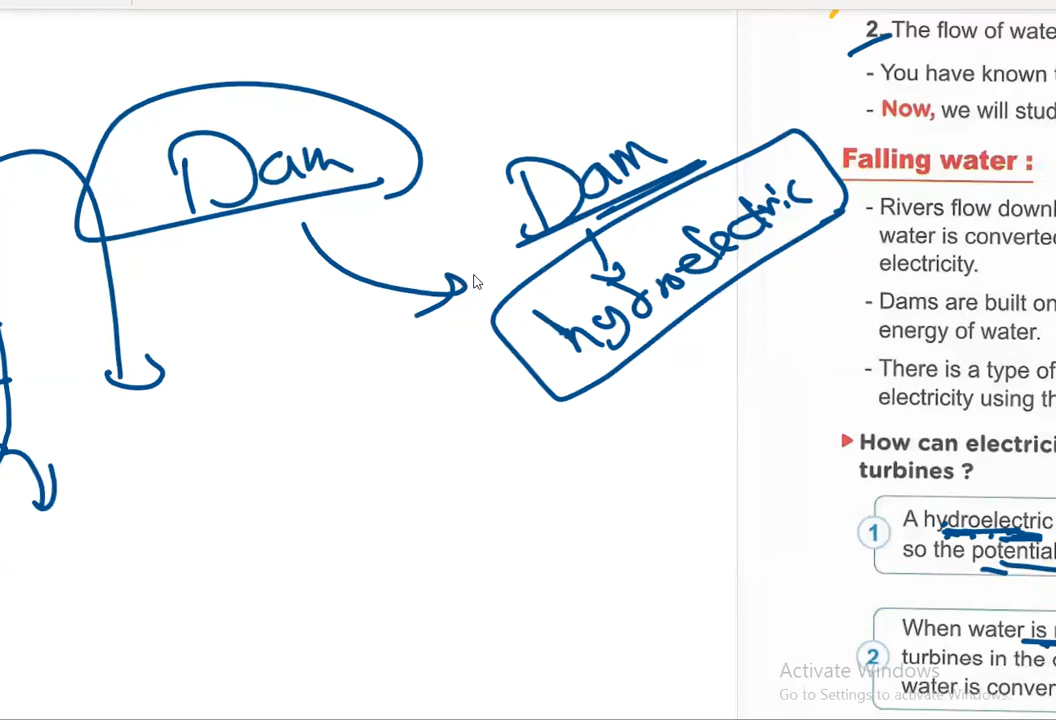 Dam
Dam
hydroelectric
2. The flow of wate
- You have known
- Now, we will stud
Falling water :
- Rivers flow downl
water is converted
electricity.
- Dams are built on
energy of water.
- There is a type of
electricity using th
How can electrici
turbines ?
1
A hydroelectric
so the potential
2
When water is
turbines in the
water is conver
Activate Windows
Go to Settings to activate Windows.